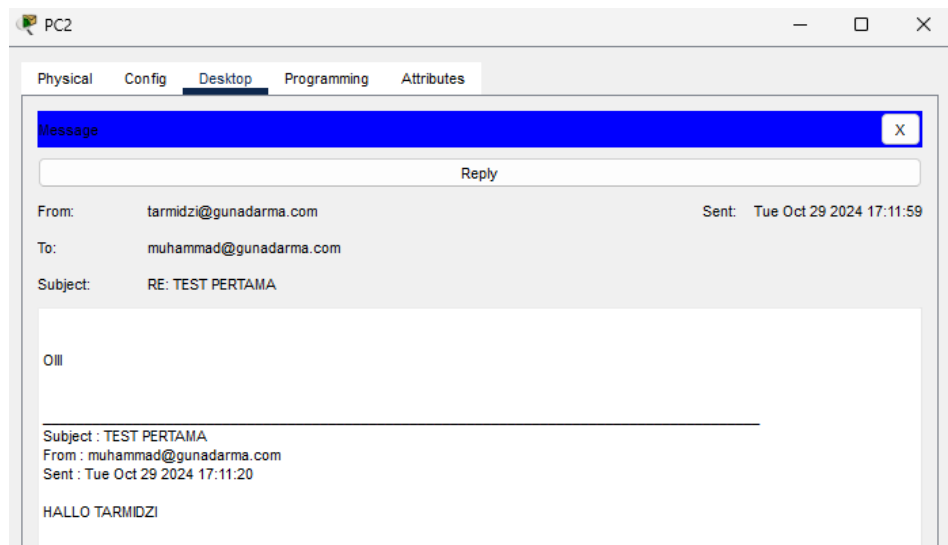 PC2
Physical Config Desktop Programming Attributes
Message X
Reply
From: tarmidzi@gunadarma.com Sent: Tue Oct 29 2024 17:11:59
To: muhammad@gunadarma.com
Subject: RE: TEST PERTAMA
OIII
Subject : TEST PERTAMA
From : muhammad@gunadarma.com
Sent : Tue Oct 29 2024 17:11:20
HALLO TARMIDZI